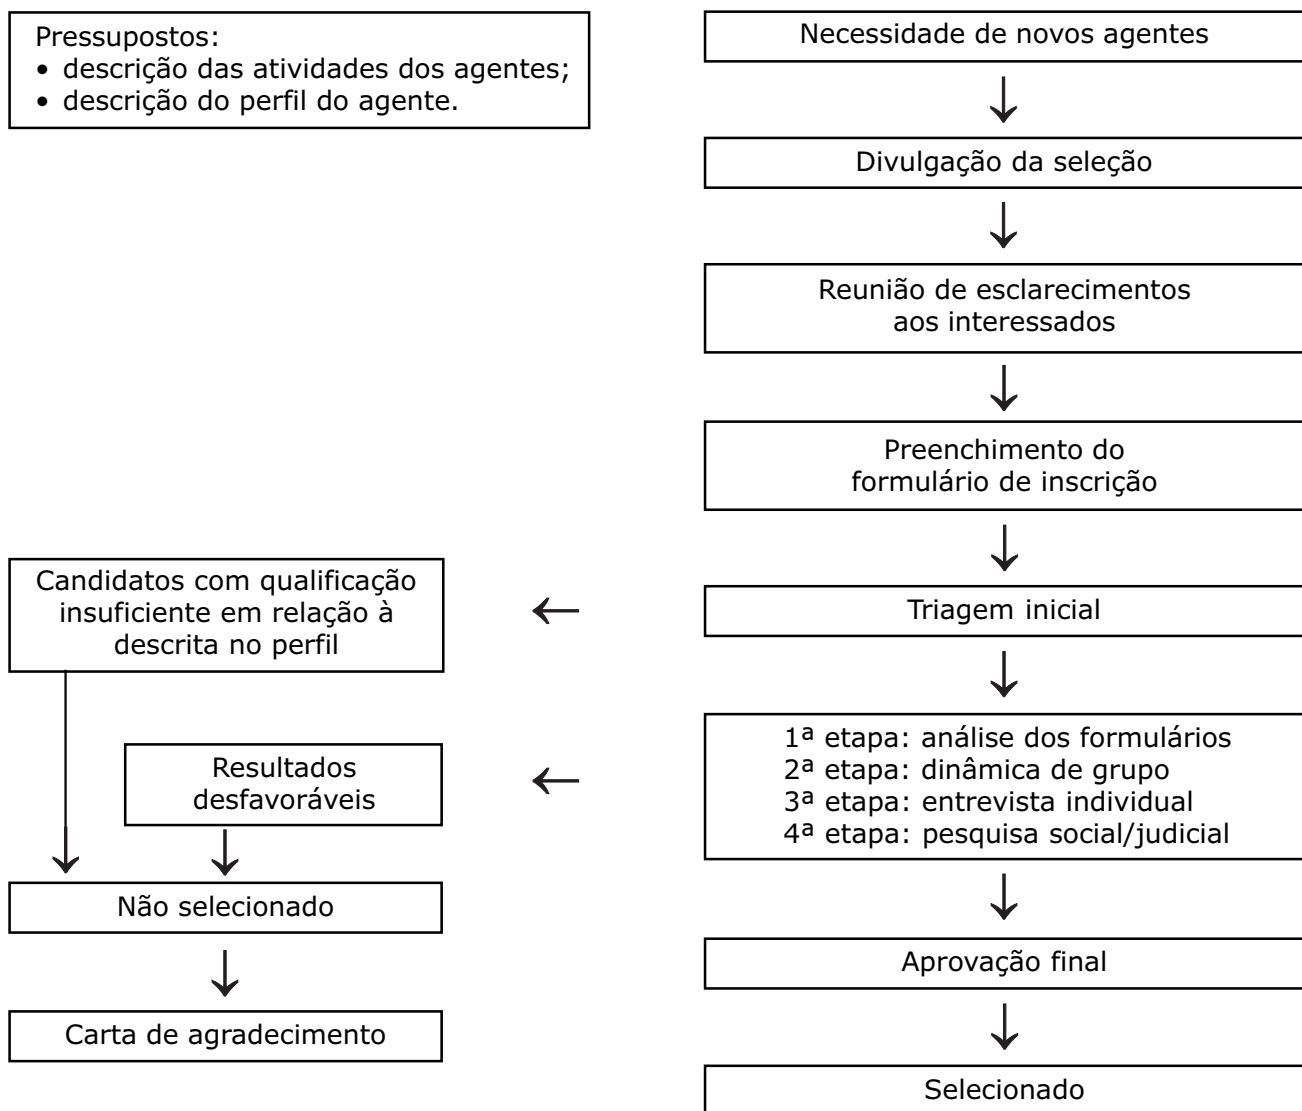 Pressupostos:
• descrição das atividades dos agentes;
• descrição do perfil do agente.
Necessidade de novos agentes
Divulgação da seleção
Reunião de esclarecimentos
aos interessados
Preenchimento do
formulário de inscrição
Triagem inicial
Candidatos com qualificação
insuficiente em relação à
descrita no perfil
1ª etapa: análise dos formulários
2ª etapa: dinâmica de grupo
3ª etapa: entrevista individual
4ª etapa: pesquisa social/judicial
Resultados
desfavoráveis
Não selecionado
Carta de agradecimento
Aprovação final
Selecionado